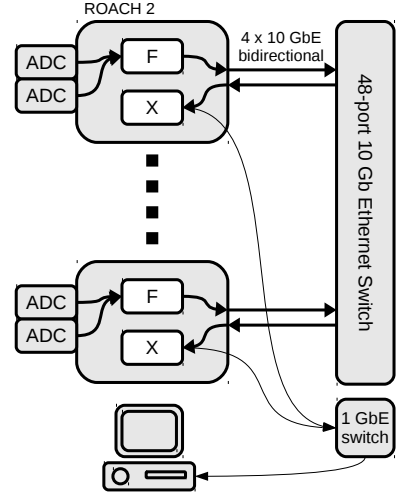 ROACH 2
ADC
ADC
F
X
4 x 10 GbE
bidirectional
48-port 10 Gb Ethernet Switch
ADC
ADC
F
X
1 GbE
switch